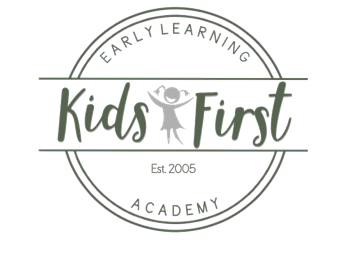 EARLY LEARNING
Kids First
Est. 2005
ACADEMY